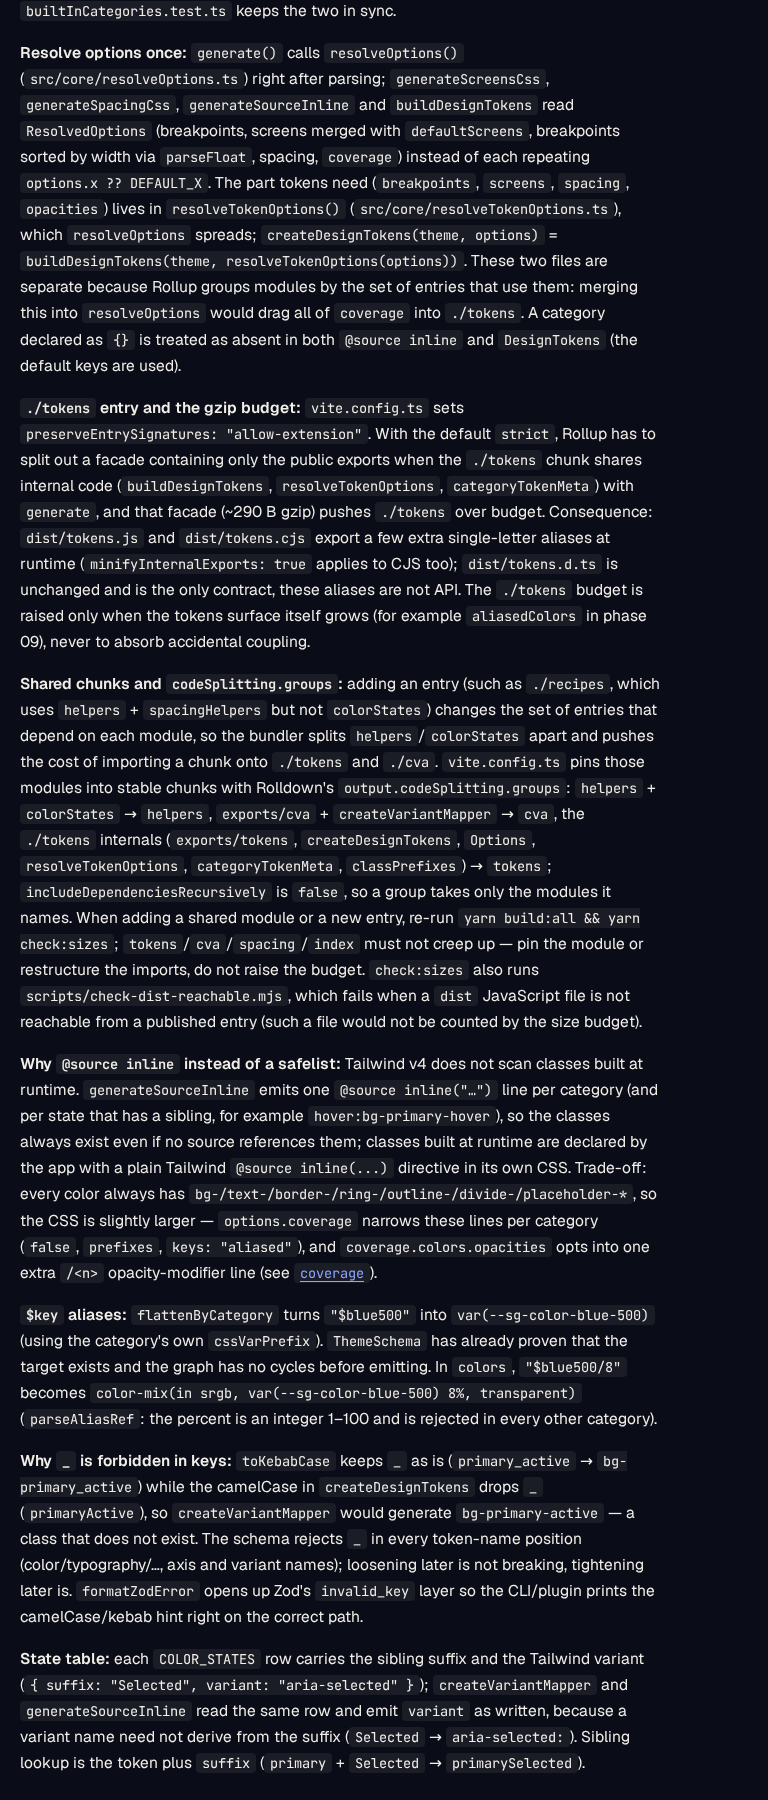 builtInCategories.test.ts keeps the two in sync.
Resolve options once: generate() calls resolveOptions()
(src/core/resolveOptions.ts) right after parsing; generateScreensCss,
generateSpacingCss, generateSourceInline and buildDesignTokens read
ResolvedOptions (breakpoints, screens merged with defaultScreens, breakpoints
sorted by width via parseFloat, spacing, coverage) instead of each repeating
options.x ?? DEFAULT_X. The part tokens need (breakpoints, screens, spacing,
opacities) lives in resolveTokenOptions() (src/core/resolveTokenOptions.ts),
which resolveOptions spreads; createDesignTokens(theme, options) =
buildDesignTokens(theme, resolveTokenOptions(options)). These two files are
separate because Rollup groups modules by the set of entries that use them: merging
this into resolveOptions would drag all of coverage into ./tokens. A category
declared as {} is treated as absent in both @source inline and DesignTokens (the
default keys are used).
./tokens entry and the gzip budget: vite.config.ts sets
preserveEntrySignatures: "allow-extension". With the default strict, Rollup has to
split out a facade containing only the public exports when the ./tokens chunk shares
internal code (buildDesignTokens, resolveTokenOptions, categoryTokenMeta) with
generate, and that facade (~290 B gzip) pushes ./tokens over budget. Consequence:
dist/tokens.js and dist/tokens.cjs export a few extra single-letter aliases at
runtime (minifyInternalExports: true applies to CJS too); dist/tokens.d.ts is
unchanged and is the only contract, these aliases are not API. The ./tokens budget is
raised only when the tokens surface itself grows (for example aliasedColors in phase
09), never to absorb accidental coupling.
Shared chunks and codeSplitting.groups: adding an entry (such as ./recipes, which
uses helpers + spacingHelpers but not colorStates) changes the set of entries that
depend on each module, so the bundler splits helpers/colorStates apart and pushes
the cost of importing a chunk onto ./tokens and ./cva. vite.config.ts pins those
modules into stable chunks with Rolldown's output.codeSplitting.groups: helpers +
colorStates → helpers, exports/cva + createVariantMapper → cva, the
./tokens internals (exports/tokens, createDesignTokens, Options,
resolveTokenOptions, categoryTokenMeta, classPrefixes) → tokens;
includeDependenciesRecursively is false, so a group takes only the modules it
names. When adding a shared module or a new entry, re-run yarn build:all && yarn
check:sizes; tokens/cva/spacing/index must not creep up — pin the module or
restructure the imports, do not raise the budget. check:sizes also runs
scripts/check-dist-reachable.mjs, which fails when a dist JavaScript file is not
reachable from a published entry (such a file would not be counted by the size budget).
Why @source inline instead of a safelist: Tailwind v4 does not scan classes built at
runtime. generateSourceInline emits one @source inline("…") line per category (and
per state that has a sibling, for example hover:bg-primary-hover), so the classes
always exist even if no source references them; classes built at runtime are declared by
the app with a plain Tailwind @source inline(...) directive in its own CSS. Trade-off:
every color always has bg-/text-/border-/ring-/outline-/divide-/placeholder-*, so
the CSS is slightly larger — options.coverage narrows these lines per category
(false, prefixes, keys: "aliased"), and coverage.colors.opacities opts into one
extra /<n> opacity-modifier line (see coverage).
$key aliases: flattenByCategory turns "$blue500" into var(--sg-color-blue-500)
(using the category's own cssVarPrefix). ThemeSchema has already proven that the
target exists and the graph has no cycles before emitting. In colors, "$blue500/8"
becomes color-mix(in srgb, var(--sg-color-blue-500) 8%, transparent)
(parseAliasRef: the percent is an integer 1–100 and is rejected in every other category).
Why _ is forbidden in keys: toKebabCase keeps _ as is (primary_active → bg-
primary_active) while the camelCase in createDesignTokens drops _
(primaryActive), so createVariantMapper would generate bg-primary-active — a
class that does not exist. The schema rejects _ in every token-name position
(color/typography/…, axis and variant names); loosening later is not breaking, tightening
later is. formatZodError opens up Zod's invalid_key layer so the CLI/plugin prints the
camelCase/kebab hint right on the correct path.
State table: each COLOR_STATES row carries the sibling suffix and the Tailwind variant
({ suffix: "Selected", variant: "aria-selected" }); createVariantMapper and
generateSourceInline read the same row and emit variant as written, because a
variant name need not derive from the suffix (Selected → aria-selected:). Sibling
lookup is the token plus suffix (primary + Selected → primarySelected).